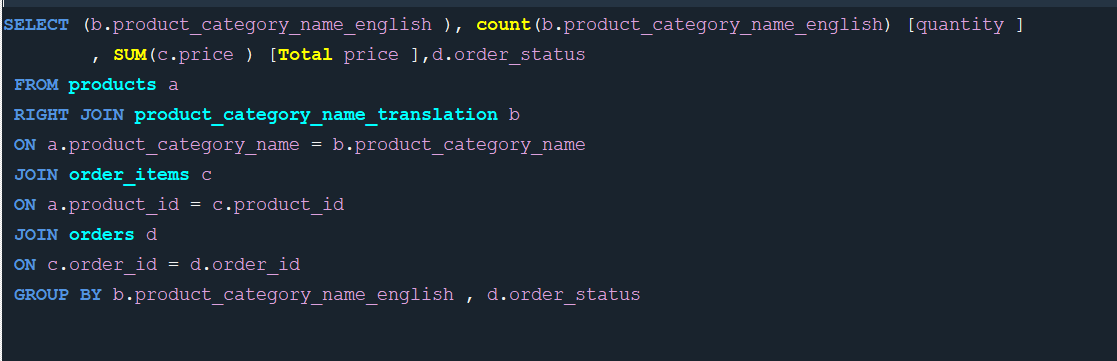 SELECT (b.product_category_name_english ), count(b.product_category_name_english) [quantity ]
, SUM(c.price ) [Total price ],d.order_status
FROM products a
RIGHT JOIN product_category_name_translation b
ON a.product_category_name = b.product_category_name
JOIN order_items c
ON a.product_id = c.product_id
JOIN orders d
ON c.order_id = d.order_id
GROUP BY b.product_category_name_english , d.order_status